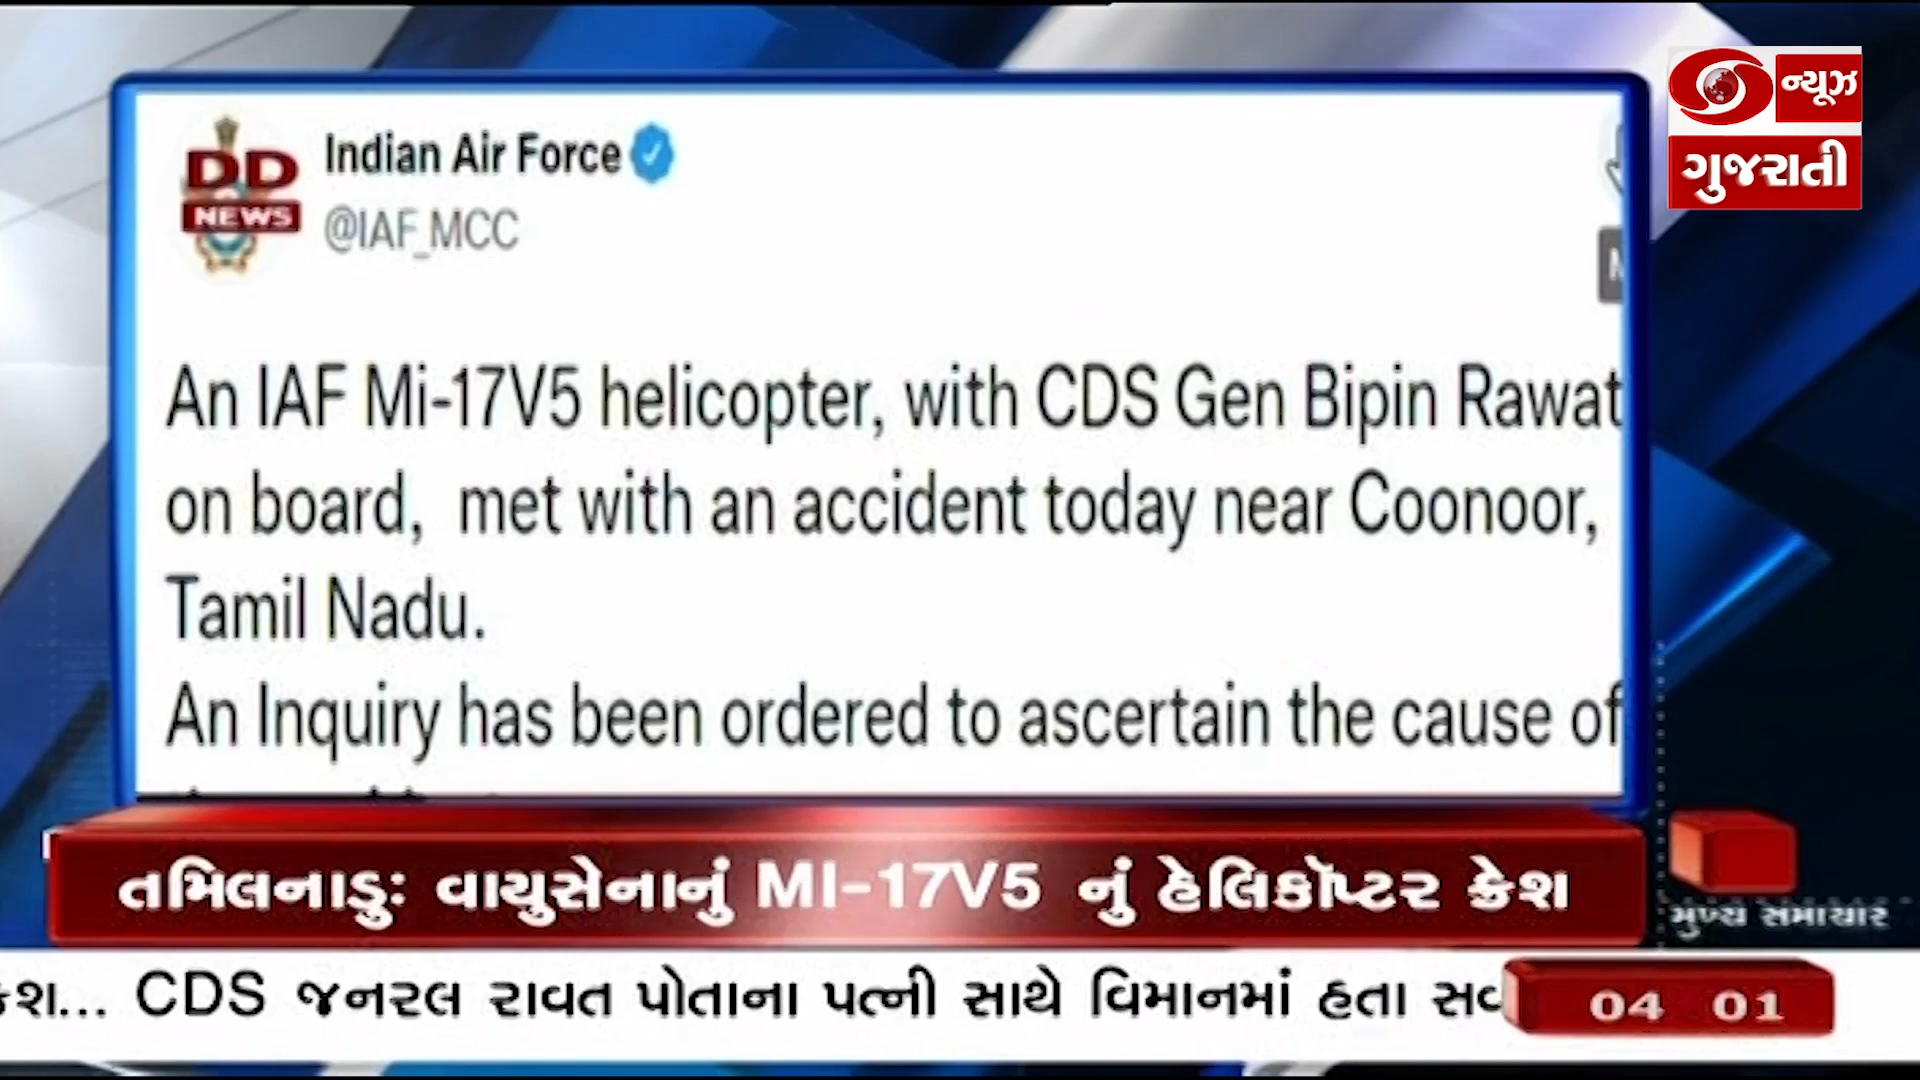 ન્યૂઝ
ગુજરાતી
DD
NEWS
Indian Air Force
@IAF_MCC
An IAF Mi-17V5 helicopter, with CDS Gen Bipin Rawat
on board, met with an accident today near Coonoor,
Tamil Nadu.
An Inquiry has been ordered to ascertain the cause of
તમિલનાડુઃ વાયુસેનાનું MI-17V5 નું હેલિકૉપ્ટર ક્રેશ
મુખ્ય સમાચાર
CDS જનરલ રાવત પોતાના પત્ની સાથે વિમાનમાં હતા
04 01